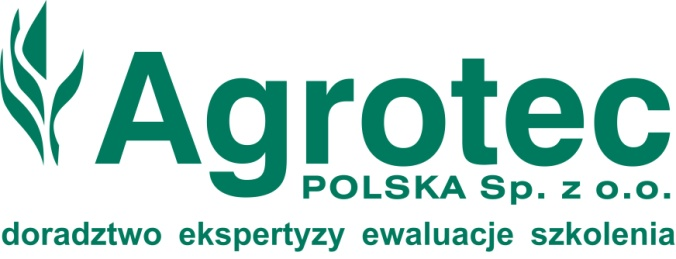 Agrotec
POLSKA Sp. z o.o.
doradztwo ekspertyzy ewaluacje szkolenia